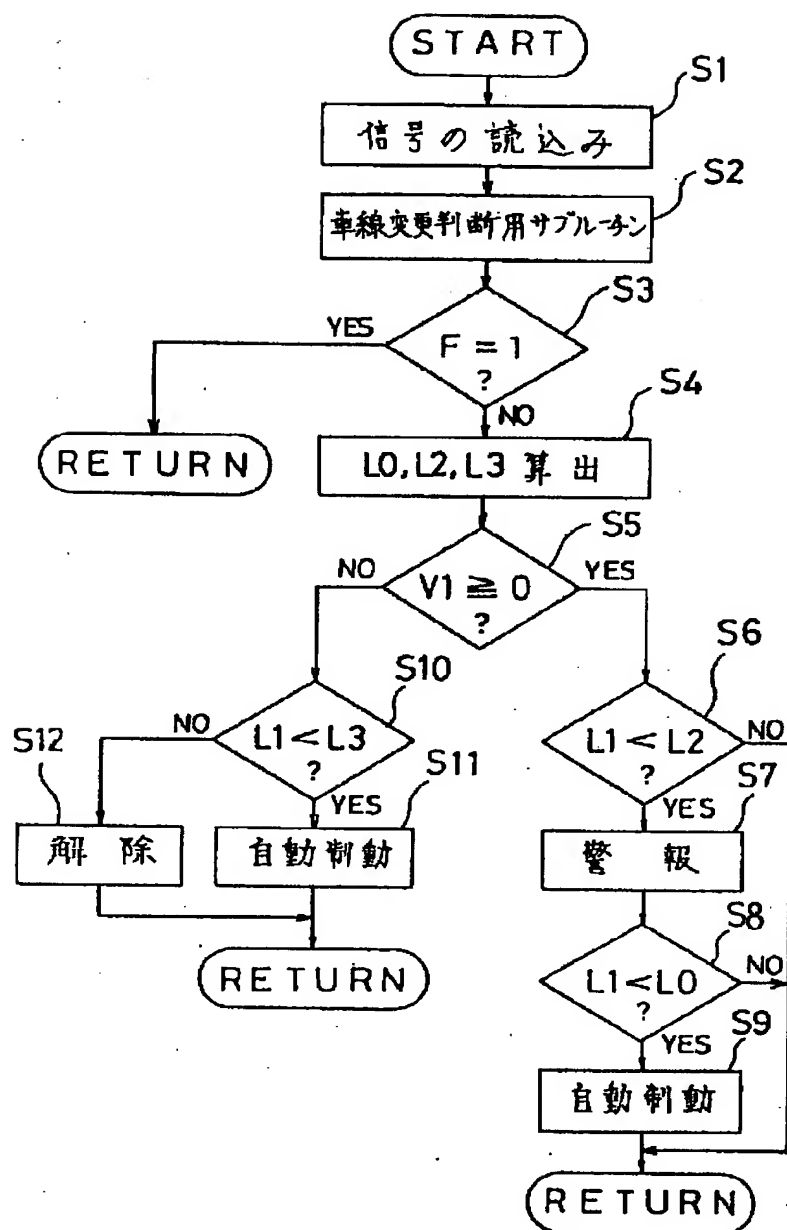 START
S1
信号の読込み
S2
車線変更判断用サブルーチン
S3
YES
F = 1
?
NO
S4
RETURN
L0, L2, L3 算出
S5
NO
V1 ≧ 0
?
YES
S6
S10
NO
L1 < L3
?
YES
S12
S11
L1 < L2
?
NO
YES
S7
解除
自動制動
警報
S8
RETURN
L1 < L0
?
NO
YES
S9
自動制動
RETURN